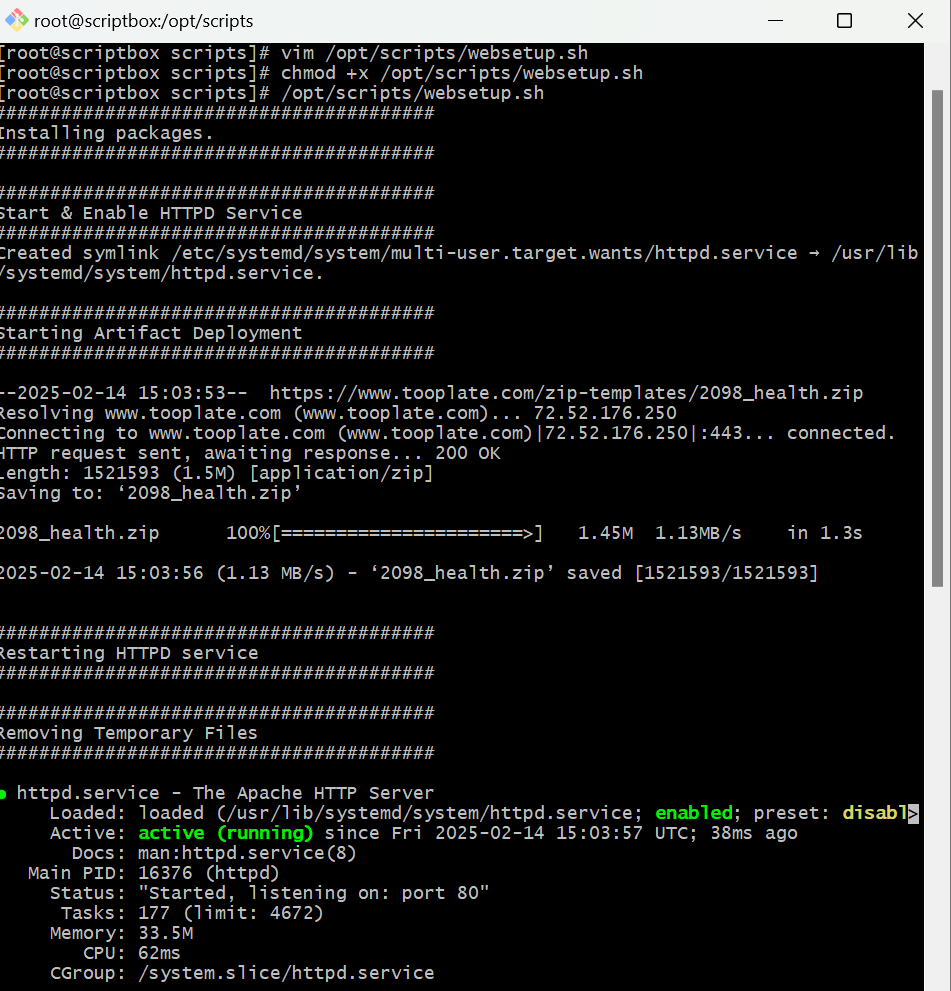 root@scriptbox:/opt/scripts
[root@scriptbox scripts]# vim /opt/scripts/websetup.sh
[root@scriptbox scripts]# chmod +x /opt/scripts/websetup.sh
[root@scriptbox scripts]# /opt/scripts/websetup.sh
########################################
Installing packages.
########################################
########################################
Start & Enable HTTPD Service
########################################
Created symlink /etc/systemd/system/multi-user.target.wants/httpd.service → /usr/lib
/systemd/system/httpd.service.
########################################
Starting Artifact Deployment
########################################
--2025-02-14 15:03:53--  https://www.tooplate.com/zip-templates/2098_health.zip
Resolving www.tooplate.com (www.tooplate.com)... 72.52.176.250
Connecting to www.tooplate.com (www.tooplate.com)|72.52.176.250|:443... connected.
HTTP request sent, awaiting response... 200 OK
Length: 1521593 (1.5M) [application/zip]
Saving to: ‘2098_health.zip’
2098_health.zip      100%[======================>]   1.45M  1.13MB/s    in 1.3s
2025-02-14 15:03:56 (1.13 MB/s) - ‘2098_health.zip’ saved [1521593/1521593]
########################################
Restarting HTTPD service
########################################
########################################
Removing Temporary Files
########################################
● httpd.service - The Apache HTTP Server
Loaded: loaded (/usr/lib/systemd/system/httpd.service; enabled; preset: disabl>
Active: active (running) since Fri 2025-02-14 15:03:57 UTC; 38ms ago
Docs: man:httpd.service(8)
Main PID: 16376 (httpd)
Status: "Started, listening on: port 80"
Tasks: 177 (limit: 4672)
Memory: 33.5M
CPU: 62ms
CGroup: /system.slice/httpd.service